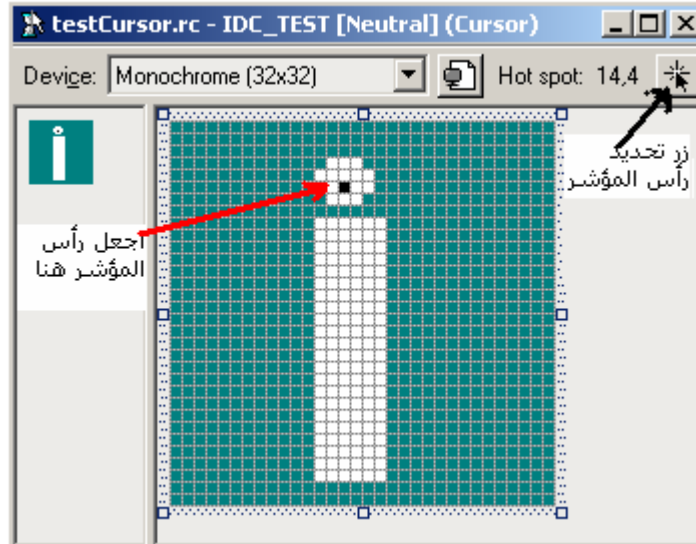 testCursor.rc - IDC_TEST [Neutral] (Cursor)
Device: Monochrome (32x32) Hot spot: 14,4
زر تحديد
رأس المؤشر
اجعل رأس
المؤشر هنا